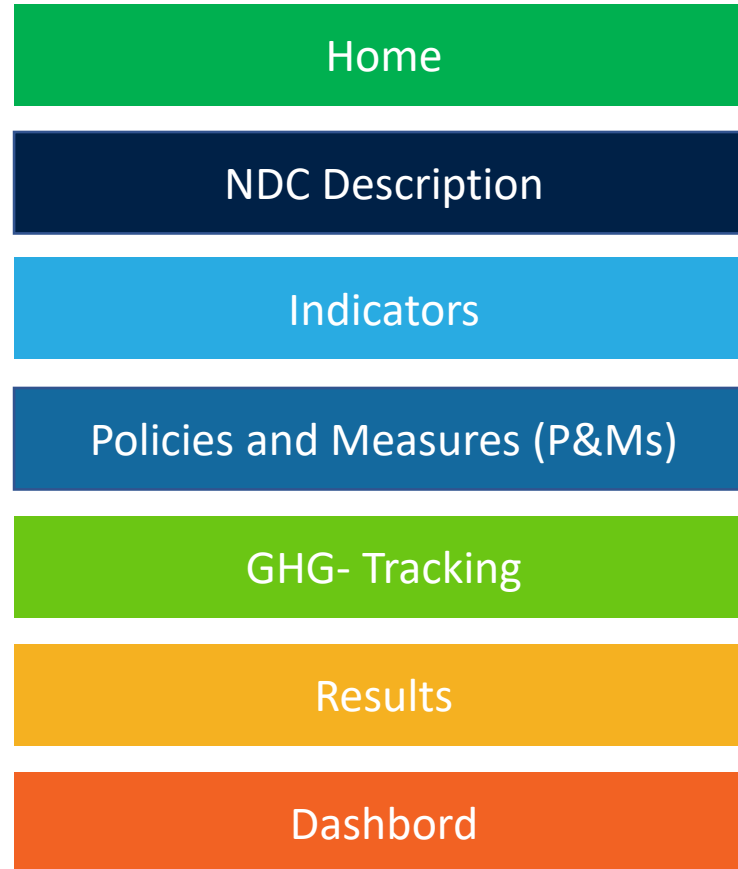 Home
NDC Description
Indicators
Policies and Measures (P&Ms)
GHG- Tracking
Results
Dashbord